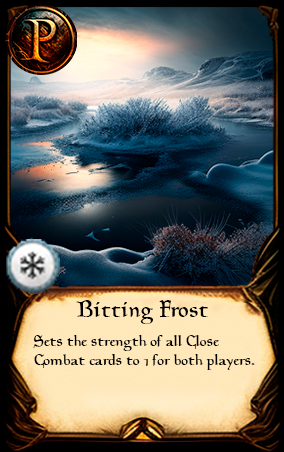 P
Bitting Frost
Sets the strength of all Close
Combat cards to 1 for both players.